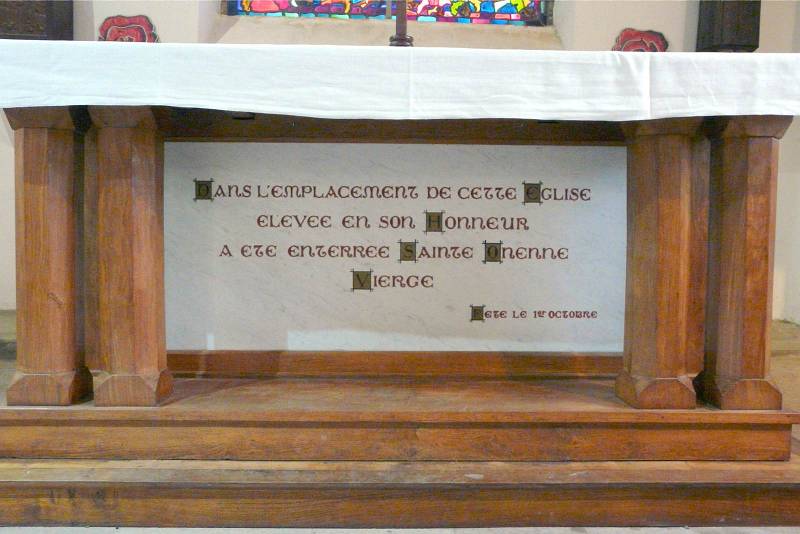 Dans l'emplacement de cette Eglise
elevee en son Honneur
a ete enterree Sainte Onenne
Vierge
Fete le 1er octobre